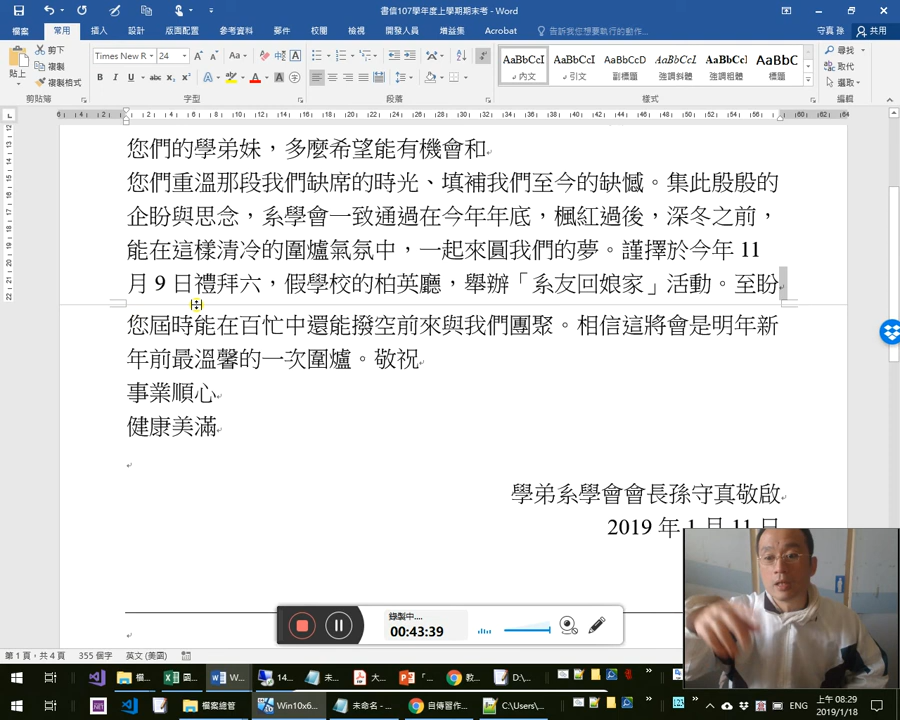 書信107學年度上學期期末考 - Word
檔案 常用 插入 設計 版面配置 參考資料 郵件 校閱 檢視 開發人員 增益集 Acrobat 告訴我您想要執行的動作... 守真 孫 共用
貼上 剪下 複製 複製格式
Times New R 24
AaBbCcI AaBbCcI AaBbCcD AaBbCcI AaBbCcI AaBbC
內文 引文 副標題 強調斜體 強調粗體 標題
尋找 取代 選取
剪貼簿 字型 段落 樣式 編輯
您們的學弟妹，多麼希望能有機會和
您們重溫那段我們缺席的時光、填補我們至今的缺憾。集此殷殷的
企盼與思念，系學會一致通過在今年年底，楓紅過後，深冬之前，
能在這樣清冷的圍爐氣氛中，一起來圓我們的夢。謹擇於今年 11
月 9 日禮拜六，假學校的柏英廳，舉辦「系友回娘家」活動。至盼
您屆時能在百忙中還能撥空前來與我們團聚。相信這將會是明年新
年前最溫馨的一次圍爐。敬祝
事業順心
健康美滿
學弟系學會會長孫守真敬啟
2019 年 1 月 11 日
錄製中....
00:43:39
第 1 頁，共 4 頁 355 個字 英文 (美國)
檔... 圖... W... 14... 未... 大... 「... 教... D:\...
檔案總管 Win10x6... 未命名 - ... 自傳習作... C:\Users\... ENG 上午 08:29
2019/1/18